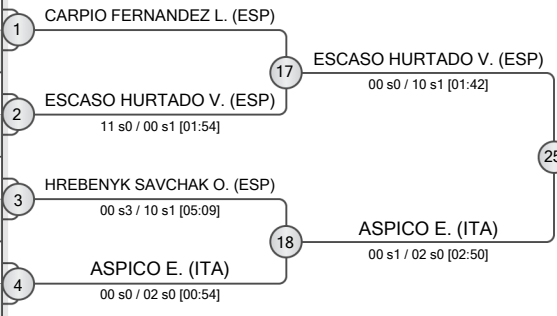 CARPIO FERNANDEZ L. (ESP)
1
17
ESCASO HURTADO V. (ESP)
00 s0 / 10 s1 [01:42]
ESCASO HURTADO V. (ESP)
2
11 s0 / 00 s1 [01:54]
25
HREBENYK SAVCHAK O. (ESP)
3
00 s3 / 10 s1 [05:09]
18
ASPICO E. (ITA)
00 s1 / 02 s0 [02:50]
ASPICO E. (ITA)
4
00 s0 / 02 s0 [00:54]